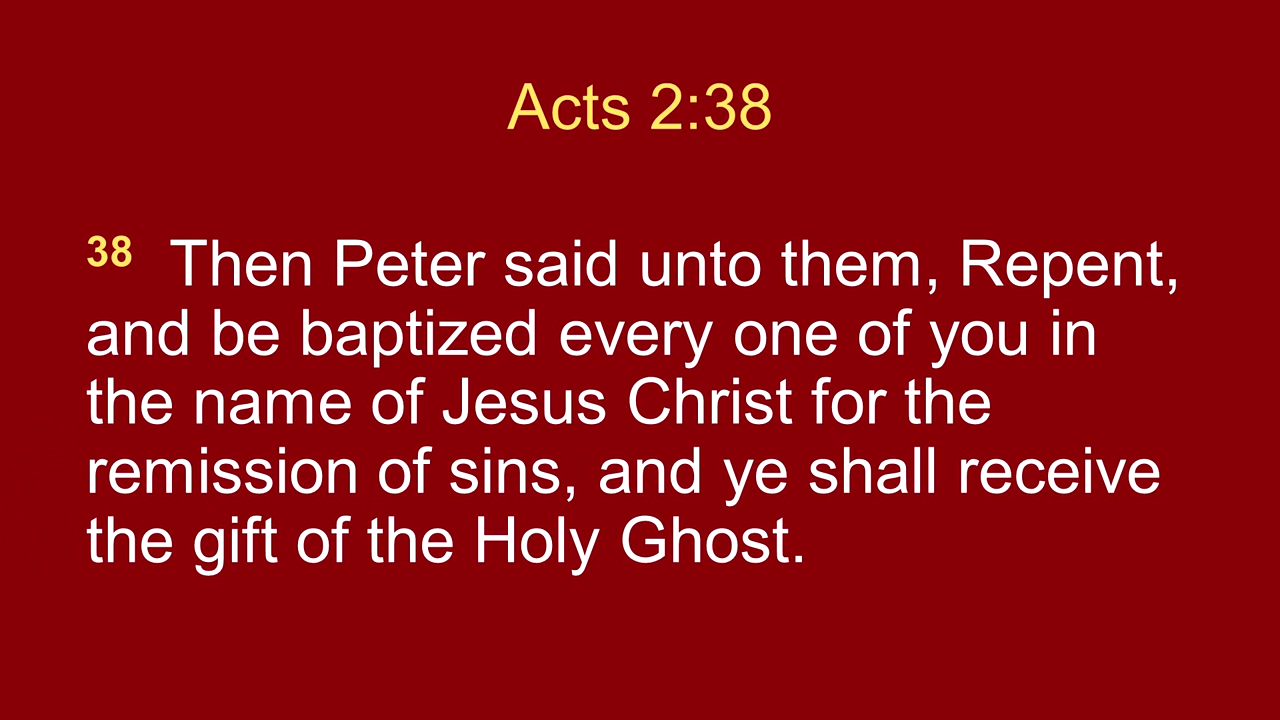 Acts 2:38
38 Then Peter said unto them, Repent,
and be baptized every one of you in
the name of Jesus Christ for the
remission of sins, and ye shall receive
the gift of the Holy Ghost.